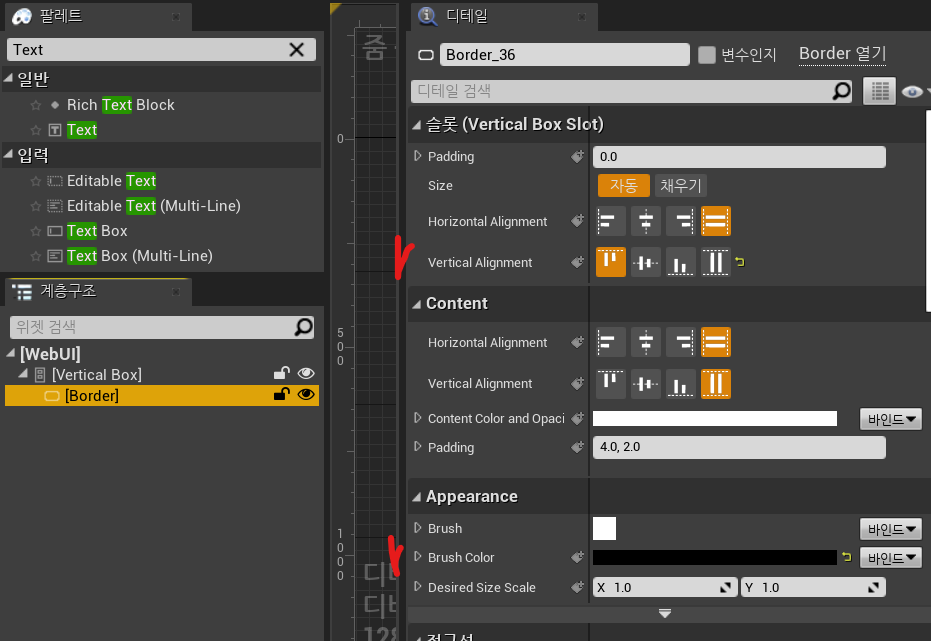 팔레트
Text
일반
Rich Text Block
Text
입력
Editable Text
Editable Text (Multi-Line)
Text Box
Text Box (Multi-Line)
계층구조
위젯 검색
[WebUI]
[Vertical Box]
[Border]
줌
0
5
0
0
1
0
0
0
디
디
128
디테일
Border_36
변수인지
Border 열기
디테일 검색
슬롯 (Vertical Box Slot)
Padding
0.0
Size
자동
채우기
Horizontal Alignment
Vertical Alignment
Content
Horizontal Alignment
Vertical Alignment
Content Color and Opaci
바인드
Padding
4.0, 2.0
Appearance
Brush
바인드
Brush Color
바인드
Desired Size Scale
X 1.0
Y 1.0